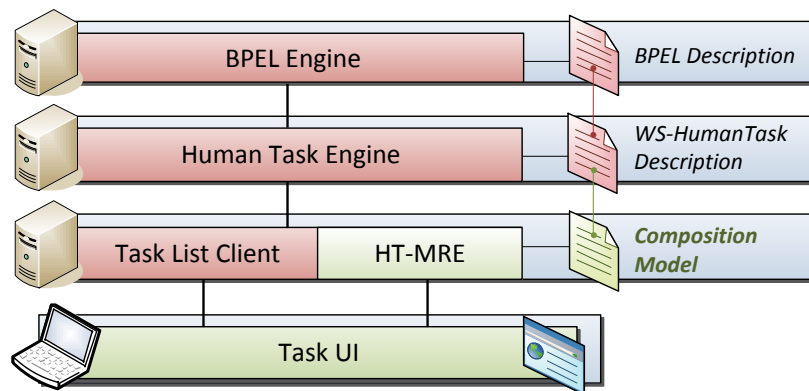 BPEL Engine
BPEL Description
Human Task Engine
WS-HumanTask
Description
Task List Client
HT-MRE
Composition
Model
Task UI